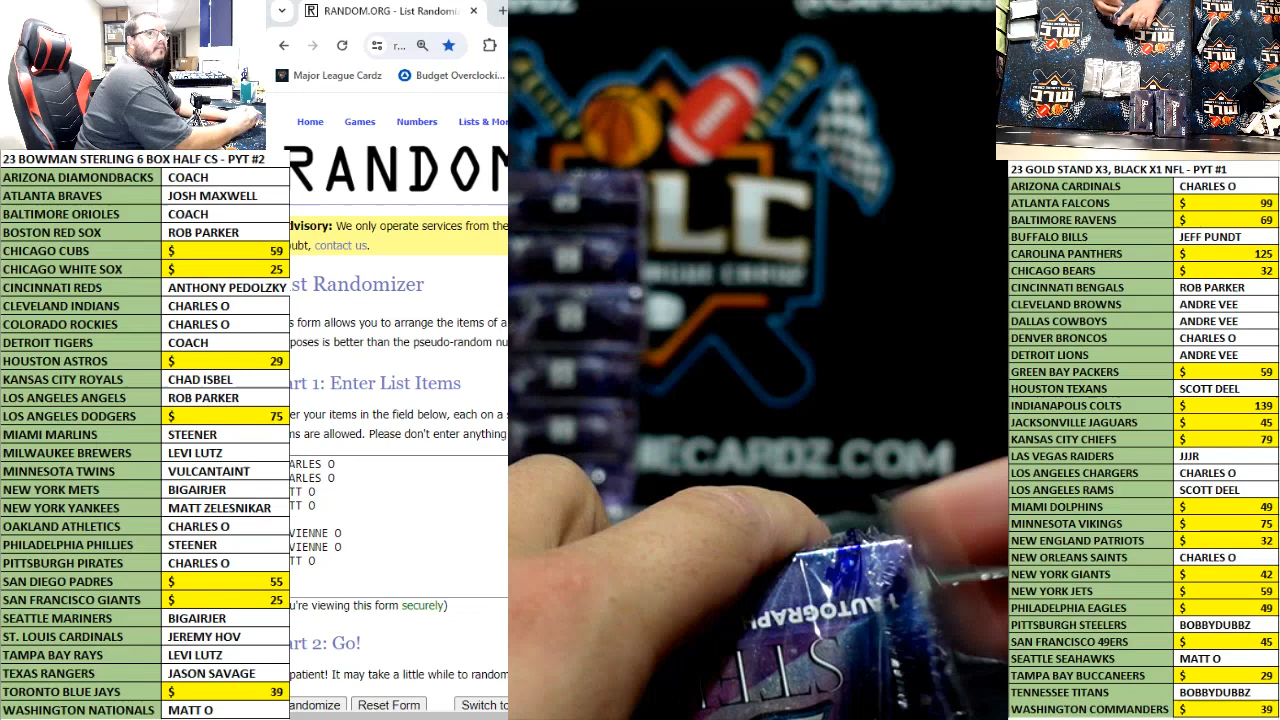 RANDOM.ORG - List Randomiz
r...
Major League Cardz
Budget Overclocki
Home Games Numbers Lists & Mor
RANDOM
dvisory: We only operate services from the
oubt, contact us.
st Randomizer
s form allows you to arrange the items of a
poses is better than the pseudo-random nu
art 1: Enter List Items
er your items in the field below, each on a s
ms are allowed. Please don't enter anything
ARLES O
ARLES O
TT O
TT O
VIENNE O
VIENNE O
TT O
u're viewing this form securely)
art 2: Go!
patient! It may take a little while to random
andomize Reset Form Switch to
23 BOWMAN STERLING 6 BOX HALF CS - PYT #2
ARIZONA DIAMONDBACKS COACH
ATLANTA BRAVES JOSH MAXWELL
BALTIMORE ORIOLES COACH
BOSTON RED SOX ROB PARKER
CHICAGO CUBS $ 59
CHICAGO WHITE SOX $ 25
CINCINNATI REDS ANTHONY PEDOLZKY
CLEVELAND INDIANS CHARLES O
COLORADO ROCKIES CHARLES O
DETROIT TIGERS COACH
HOUSTON ASTROS $ 29
KANSAS CITY ROYALS CHAD ISBEL
LOS ANGELES ANGELS ROB PARKER
LOS ANGELES DODGERS $ 75
MIAMI MARLINS STEENER
MILWAUKEE BREWERS LEVI LUTZ
MINNESOTA TWINS VULCANTAINT
NEW YORK METS BIGAIRJER
NEW YORK YANKEES MATT ZELESNIKAR
OAKLAND ATHLETICS CHARLES O
PHILADELPHIA PHILLIES STEENER
PITTSBURGH PIRATES CHARLES O
SAN DIEGO PADRES $ 55
SAN FRANCISCO GIANTS $ 25
SEATTLE MARINERS BIGAIRJER
ST. LOUIS CARDINALS JEREMY HOV
TAMPA BAY RAYS LEVI LUTZ
TEXAS RANGERS JASON SAVAGE
TORONTO BLUE JAYS $ 39
WASHINGTON NATIONALS MATT O
LC
ECARDZ.COM
AUTOGRAPH
23 GOLD STAND X3, BLACK X1 NFL - PYT #1
ARIZONA CARDINALS CHARLES O
ATLANTA FALCONS $ 99
BALTIMORE RAVENS $ 69
BUFFALO BILLS JEFF PUNDT
CAROLINA PANTHERS $ 125
CHICAGO BEARS $ 32
CINCINNATI BENGALS ROB PARKER
CLEVELAND BROWNS ANDRE VEE
DALLAS COWBOYS ANDRE VEE
DENVER BRONCOS CHARLES O
DETROIT LIONS ANDRE VEE
GREEN BAY PACKERS $ 59
HOUSTON TEXANS SCOTT DEEL
INDIANAPOLIS COLTS $ 139
JACKSONVILLE JAGUARS $ 45
KANSAS CITY CHIEFS $ 79
LAS VEGAS RAIDERS JJJR
LOS ANGELES CHARGERS CHARLES O
LOS ANGELES RAMS SCOTT DEEL
MIAMI DOLPHINS $ 49
MINNESOTA VIKINGS $ 75
NEW ENGLAND PATRIOTS $ 32
NEW ORLEANS SAINTS CHARLES O
NEW YORK GIANTS $ 42
NEW YORK JETS $ 59
PHILADELPHIA EAGLES $ 49
PITTSBURGH STEELERS BOBBYDUBBZ
SAN FRANCISCO 49ERS $ 45
SEATTLE SEAHAWKS MATT O
TAMPA BAY BUCCANEERS $ 29
TENNESSEE TITANS BOBBYDUBBZ
WASHINGTON COMMANDERS $ 39